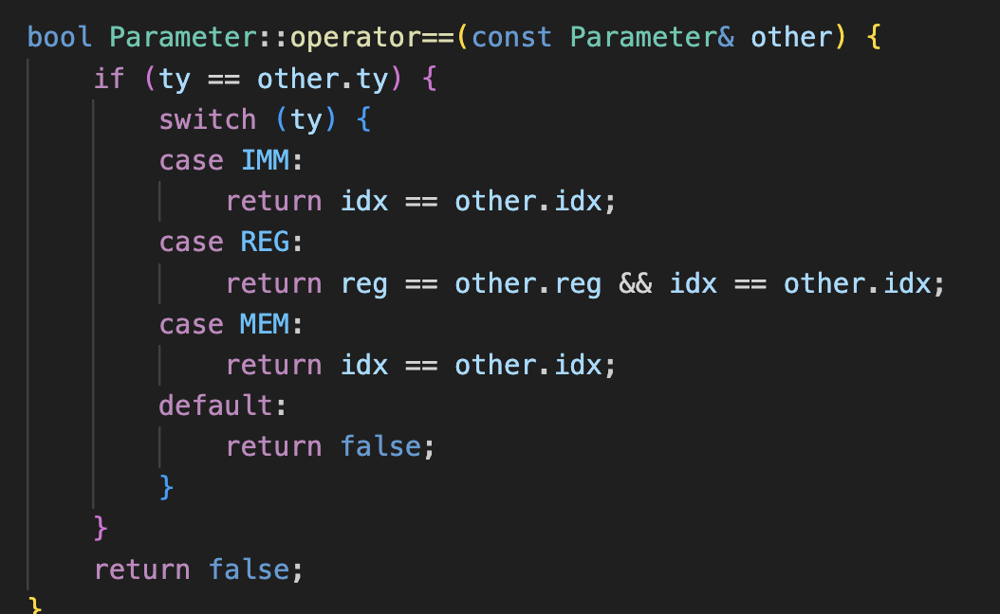 bool Parameter::operator==(const Parameter& other) {
    if (ty == other.ty) {
        switch (ty) {
        case IMM:
            return idx == other.idx;
        case REG:
            return reg == other.reg && idx == other.idx;
        case MEM:
            return idx == other.idx;
        default:
            return false;
        }
    }
    return false;
}